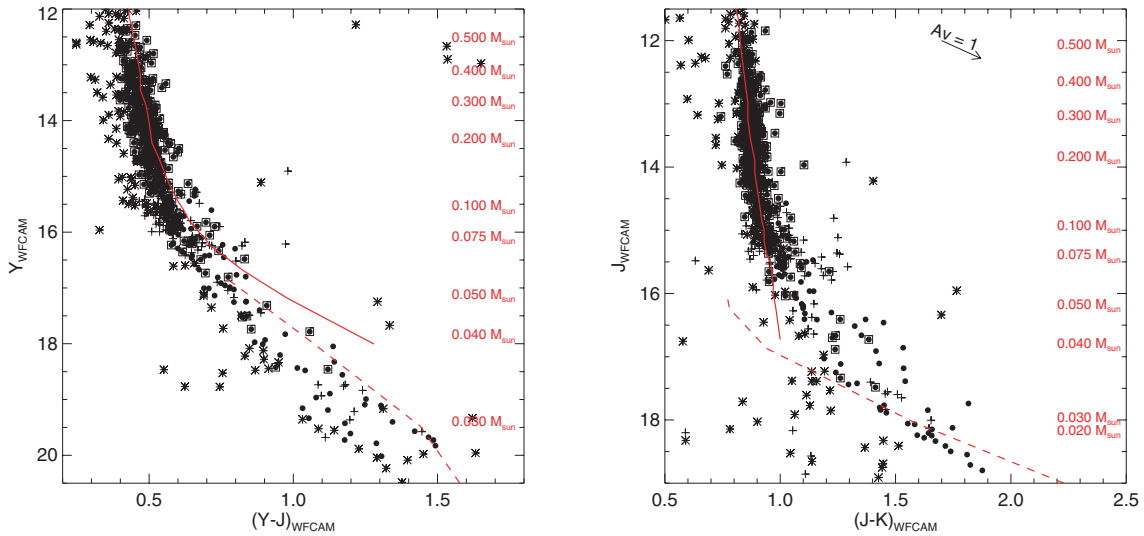 12
14
16
18
20
Y_WFCAM
0.500 M_sun
0.400 M_sun
0.300 M_sun
0.200 M_sun
0.100 M_sun
0.075 M_sun
0.050 M_sun
0.040 M_sun
0.030 M_sun
0.5
1.0
1.5
(Y-J)_WFCAM
12
14
16
18
J_WFCAM
Av = 1
0.500 M_sun
0.400 M_sun
0.300 M_sun
0.200 M_sun
0.100 M_sun
0.075 M_sun
0.050 M_sun
0.040 M_sun
0.030 M_sun
0.020 M_sun
0.5
1.0
1.5
2.0
2.5
(J-K)_WFCAM